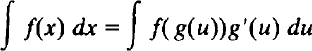 ∫ f(x) dx = ∫ f( g(u))g'(u) du